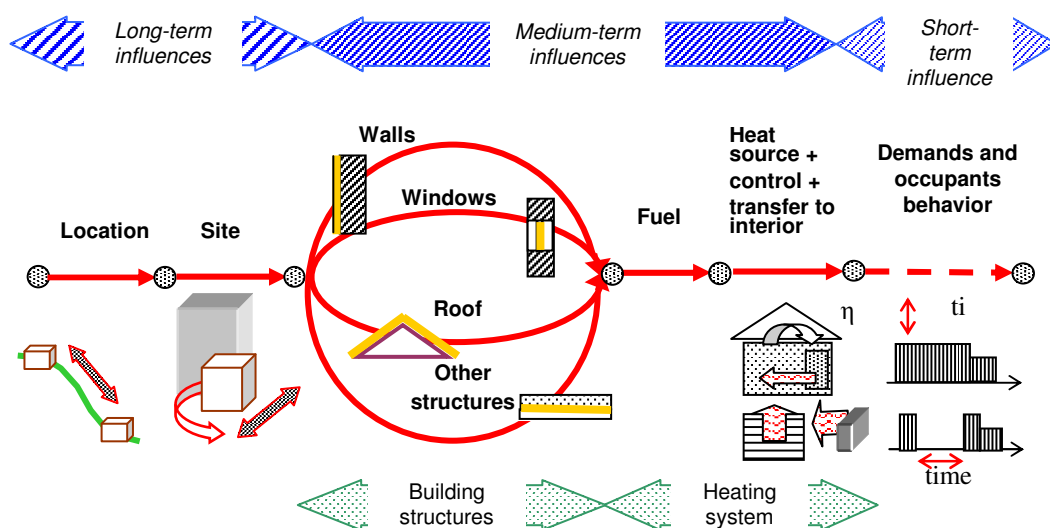 Long-term
influences
Medium-term
influences
Short-
term
influence
Walls
Windows
Roof
Other
structures
Location
Site
Fuel
Heat
source +
control +
transfer to
interior
Demands and
occupants
behavior
η
ti
time
Building
structures
Heating
system